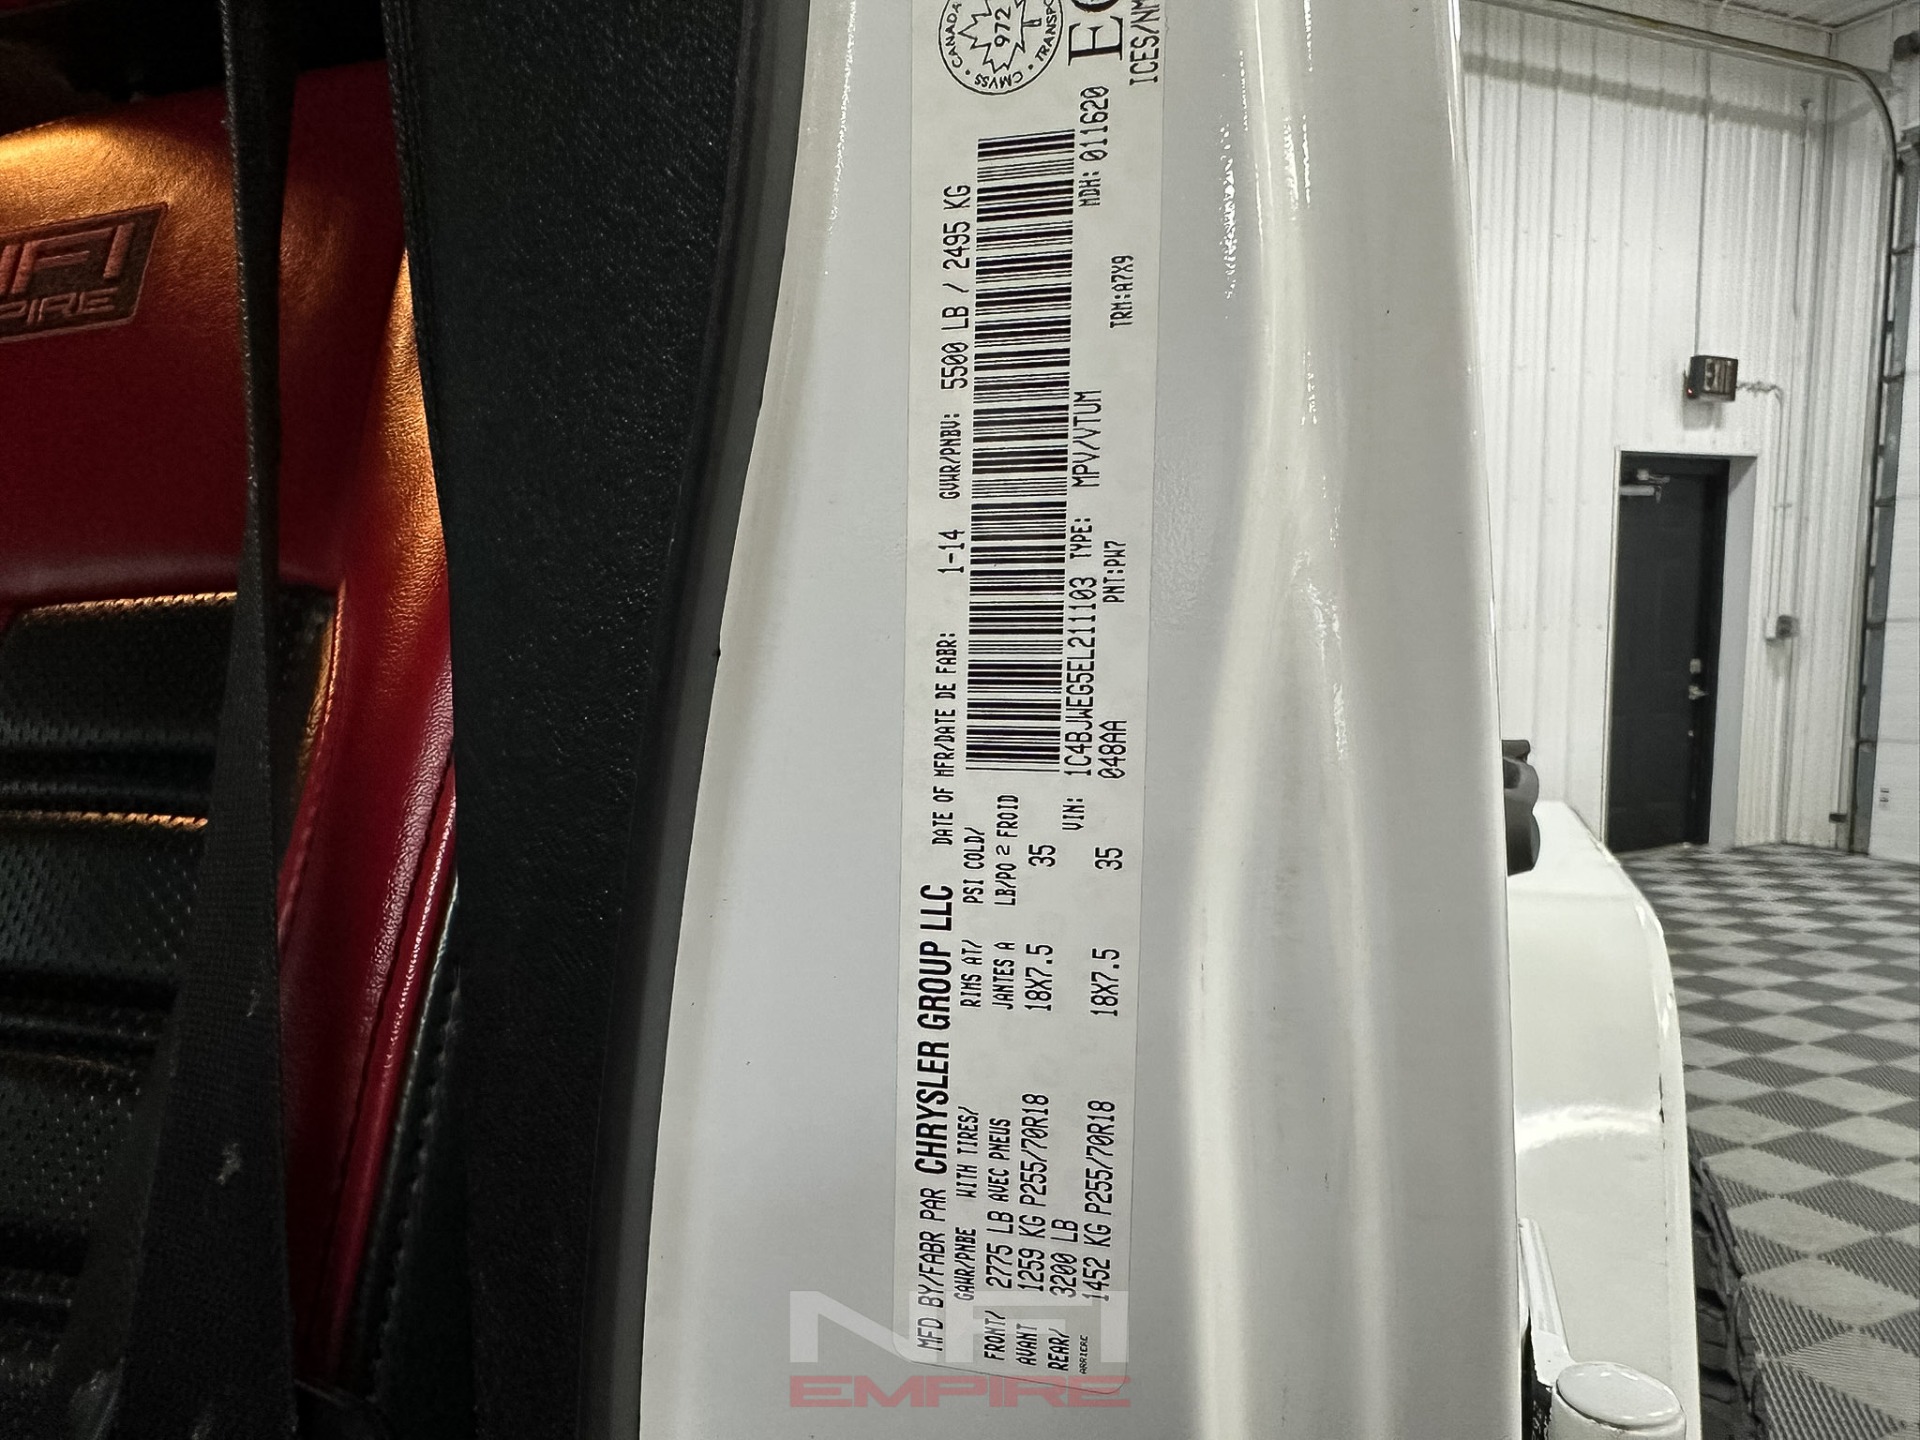 MFD BY/FABR PAR CHRYSLER GROUP LLC
DATE OF MFR/DATE DE FABR: 1-14
GVWR/PNBV: 5500 LB / 2495 KG
GAWR/PNBE WITH TIRES/ RIMS AT/ PSI COLD/
FRONT/ 2775 LB AVEC PNEUS JANTES A LB/PO2 FROID
AVANT 1259 KG P255/70R18 18X7.5 35
REAR/ 3200 LB
ARRIERE 1452 KG P255/70R18 18X7.5 35
VIN: 1C4BJWEG5EL211103 TYPE: MPV/VTUM MDH: 011620
048AA PNT:PW7 TRM:A7X9
CANADA
972
TRANSPO
CMVSS
ICES/NM
EXIT
NFI
EMPIRE